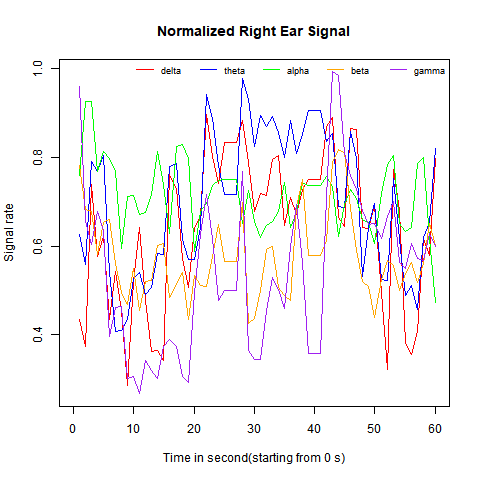 Normalized Right Ear Signal
delta theta alpha beta gamma
Signal rate
1.0
0.8
0.6
0.4
0 10 20 30 40 50 60
Time in second(starting from 0 s)